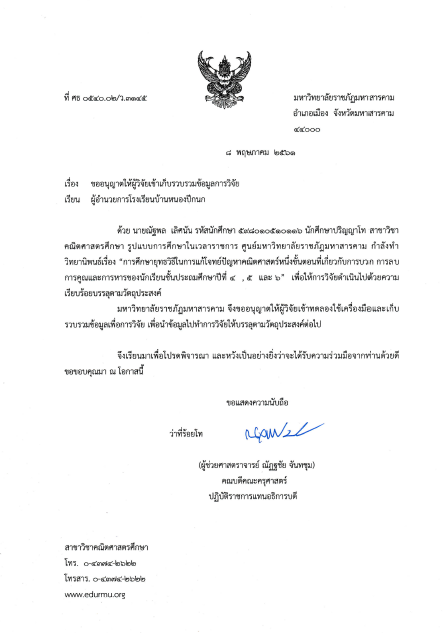 ที่ ศธ ๐๕๔๐.๐๒/ว.๓๑๔๕
มหาวิทยาลัยราชภัฏมหาสารคาม
อำเภอเมือง จังหวัดมหาสารคาม
๔๔๐๐๐
๘ พฤษภาคม ๒๕๖๑
เรื่อง ขออนุญาตให้ผู้วิจัยเข้าเก็บรวบรวมข้อมูลการวิจัย
เรียน ผู้อำนวยการโรงเรียนบ้านหนองปึกนก
ด้วย นายณัฐพล เลิศนัน รหัสนักศึกษา ๕๙๘๐๑๐๕๑๐๑๑๖ นักศึกษาปริญญาโท สาขาวิชา
คณิตศาสตรศึกษา รูปแบบการศึกษาในเวลาราชการ ศูนย์มหาวิทยาลัยราชภัฏมหาสารคาม กำลังทำ
วิทยานิพนธ์เรื่อง "การศึกษายุทธวิธีในการแก้โจทย์ปัญหาคณิตศาสตร์หนึ่งขั้นตอนที่เกี่ยวกับการบวก การลบ
การคูณและการหารของนักเรียนชั้นประถมศึกษาปีที่ ๔ , ๕ และ ๖" เพื่อให้การวิจัยดำเนินไปด้วยความ
เรียบร้อยบรรลุตามวัตถุประสงค์
มหาวิทยาลัยราชภัฏมหาสารคาม จึงขออนุญาตให้ผู้วิจัยเข้าทดลองใช้เครื่องมือและเก็บ
รวบรวมข้อมูลเพื่อการวิจัย เพื่อนำข้อมูลไปทำการวิจัยให้บรรลุตามวัตถุประสงค์ต่อไป
จึงเรียนมาเพื่อโปรดพิจารณา และหวังเป็นอย่างยิ่งว่าจะได้รับความร่วมมือจากท่านด้วยดี
ขอขอบคุณมา ณ โอกาสนี้
ขอแสดงความนับถือ
ว่าที่ร้อยโท
(ผู้ช่วยศาสตราจารย์ ณัฏฐชัย จันทชุม)
คณบดีคณะครุศาสตร์
ปฏิบัติราชการแทนอธิการบดี
สาขาวิชาคณิตศาสตรศึกษา
โทร. ๐-๔๓๗๔-๒๖๒๒
โทรสาร. ๐-๔๓๗๔-๒๖๒๒
www.edurmu.org